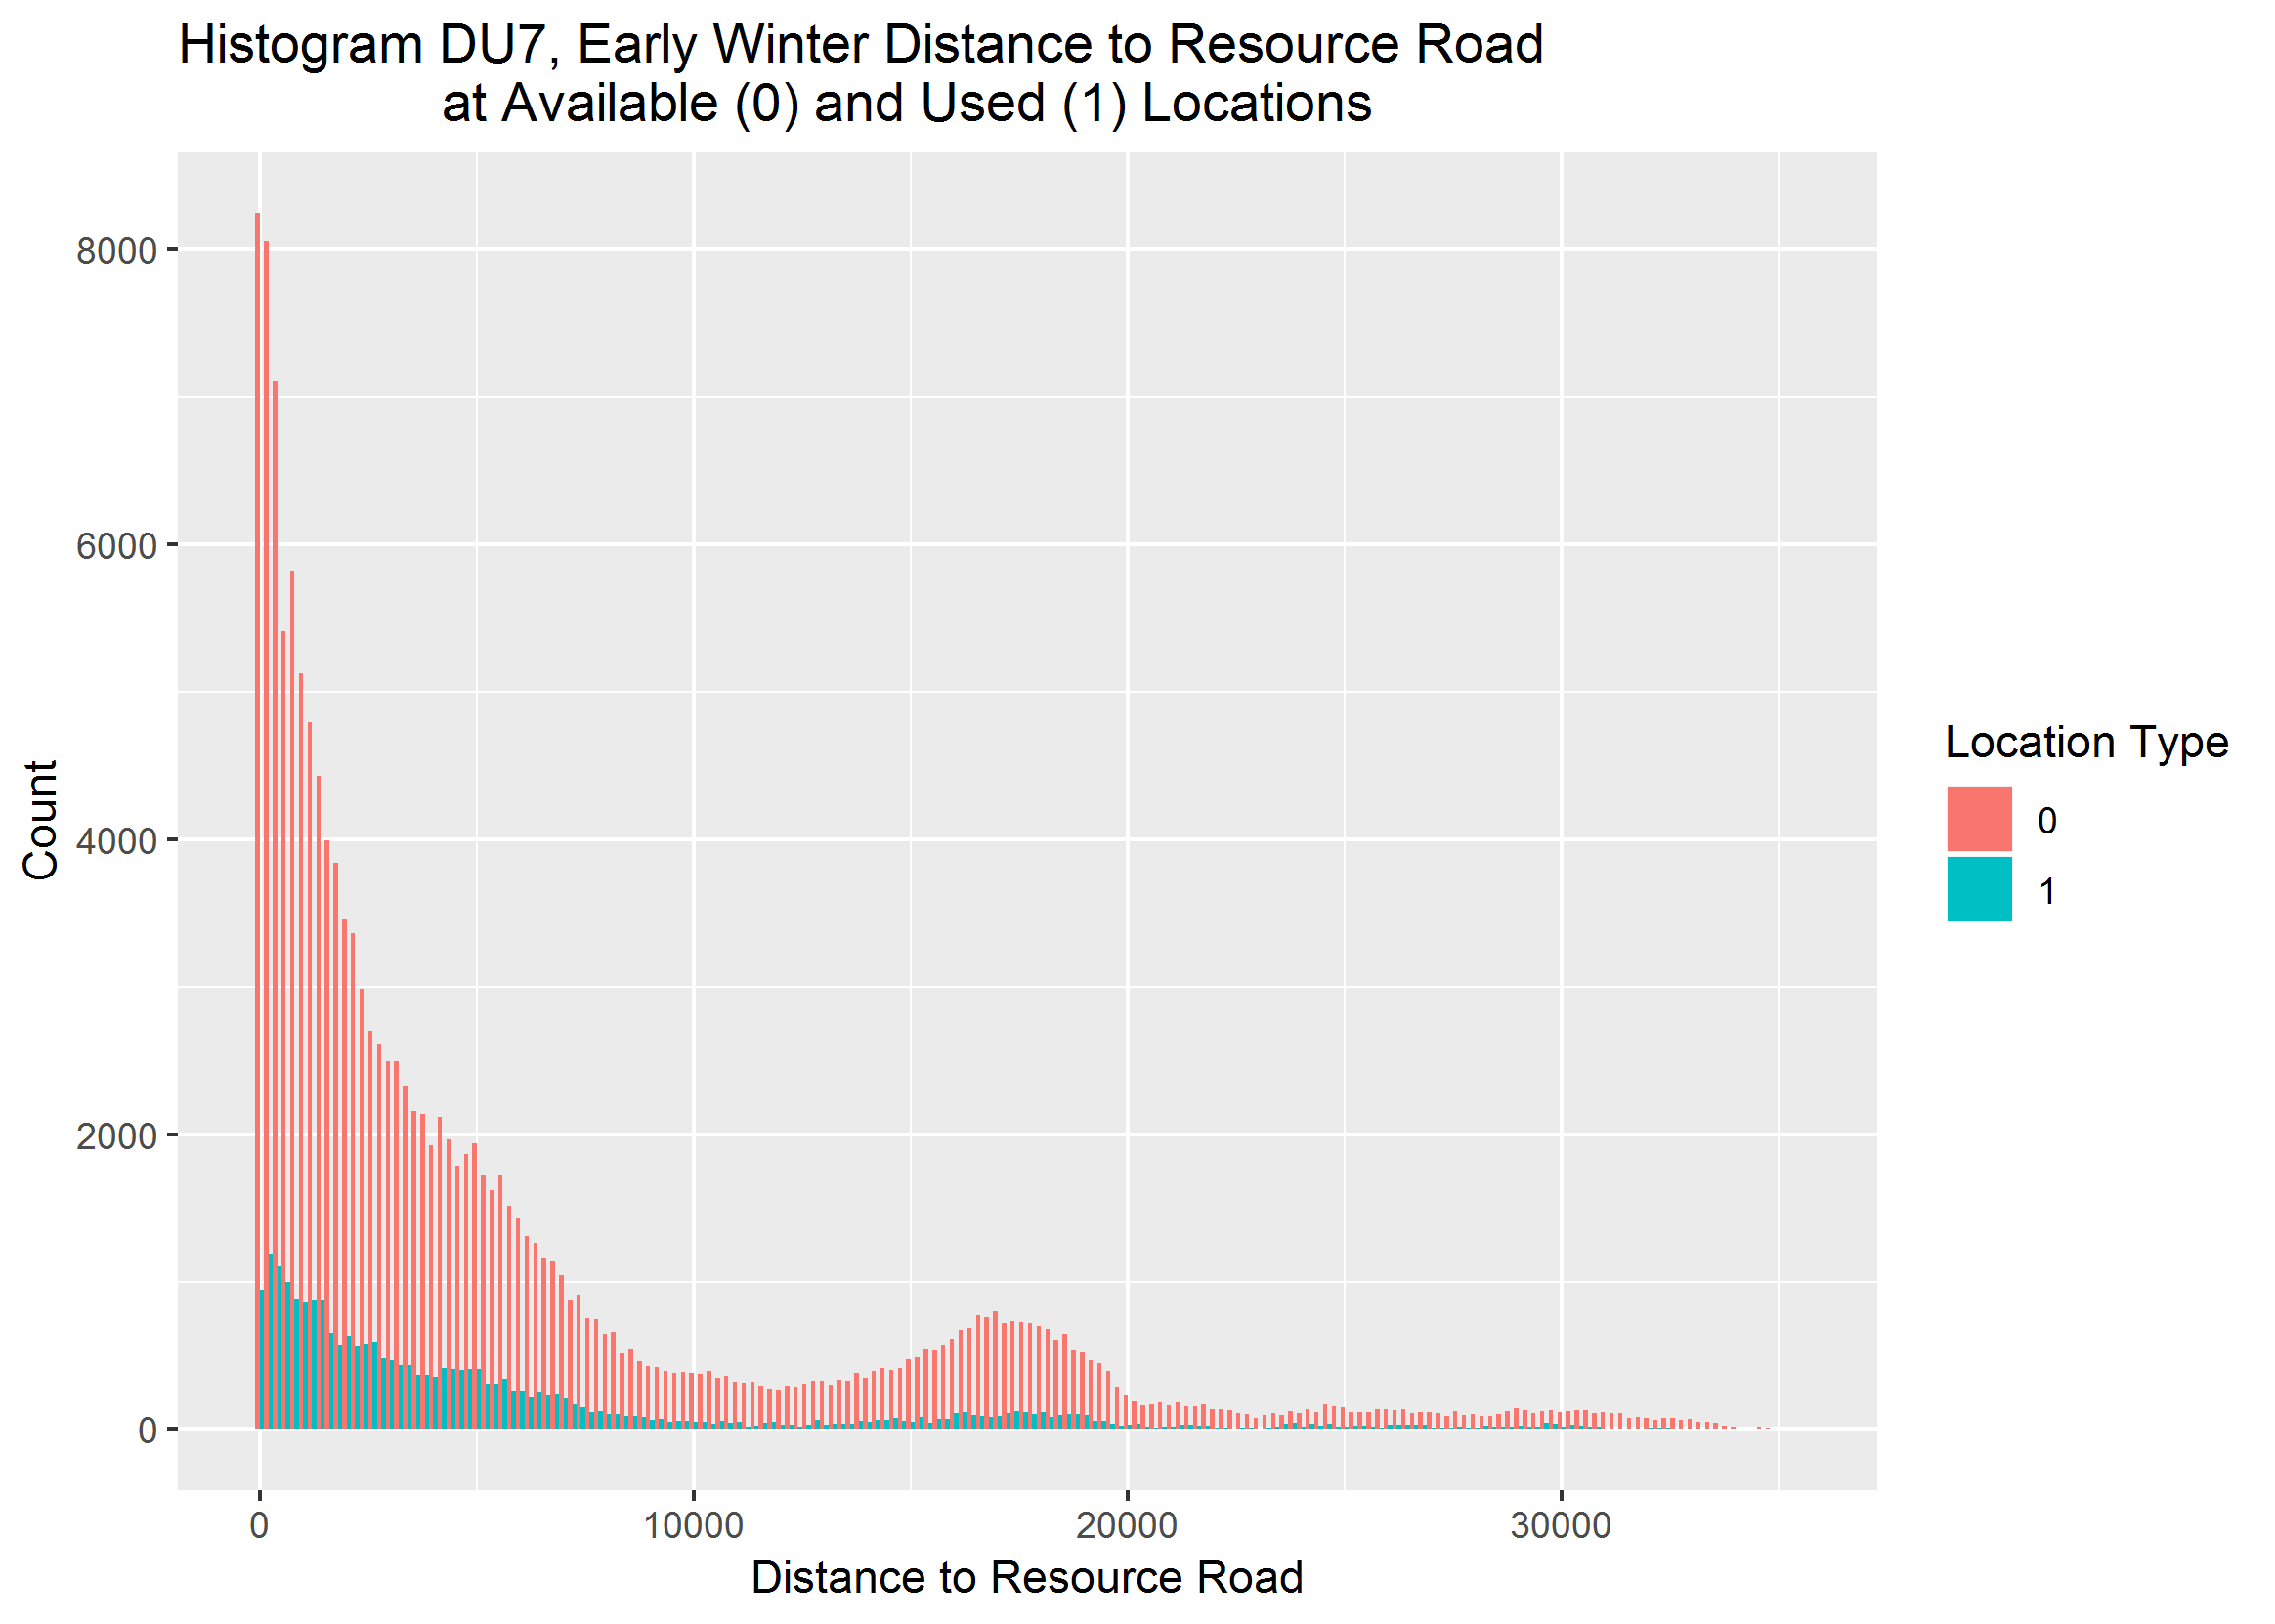 Histogram DU7, Early Winter Distance to Resource Road
at Available (0) and Used (1) Locations
Count
8000
6000
4000
2000
0
0
10000
20000
30000
Distance to Resource Road
Location Type
0
1